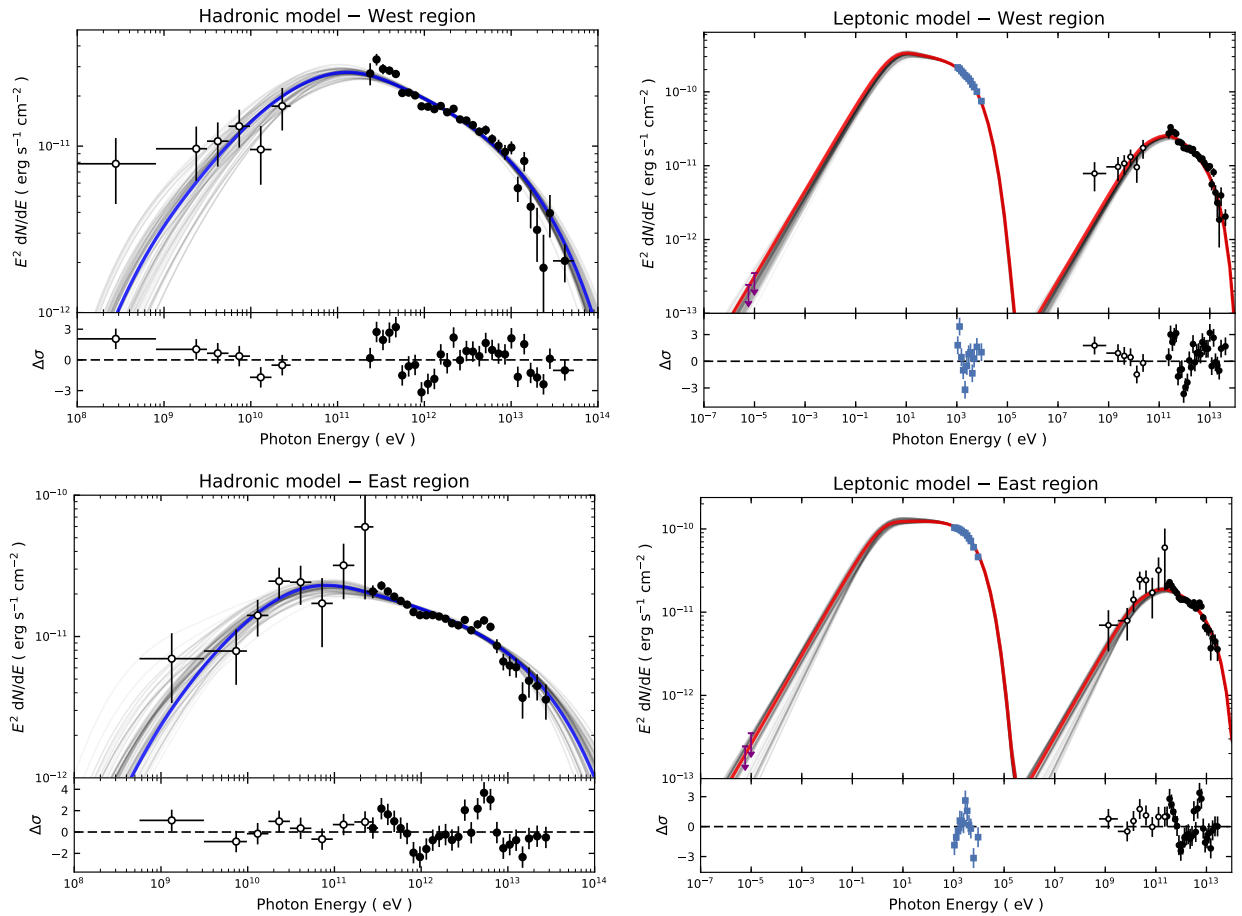 Hadronic model − West region
E² dN/dE ( erg s⁻¹ cm⁻² )
10⁻¹¹
10⁻¹²
Δσ
3
0
−3
10⁸ 10⁹ 10¹⁰ 10¹¹ 10¹² 10¹³ 10¹⁴
Photon Energy ( eV )
Leptonic model − West region
E² dN/dE ( erg s⁻¹ cm⁻² )
10⁻¹⁰
10⁻¹¹
10⁻¹²
10⁻¹³
Δσ
3
0
−3
10⁻⁷ 10⁻⁵ 10⁻³ 10⁻¹ 10¹ 10³ 10⁵ 10⁷ 10⁹ 10¹¹ 10¹³
Photon Energy ( eV )
Hadronic model − East region
E² dN/dE ( erg s⁻¹ cm⁻² )
10⁻¹⁰
10⁻¹¹
10⁻¹²
Δσ
4
2
0
−2
10⁸ 10⁹ 10¹⁰ 10¹¹ 10¹² 10¹³ 10¹⁴
Photon Energy ( eV )
Leptonic model − East region
E² dN/dE ( erg s⁻¹ cm⁻² )
10⁻¹⁰
10⁻¹¹
10⁻¹²
10⁻¹³
Δσ
3
0
−3
10⁻⁷ 10⁻⁵ 10⁻³ 10⁻¹ 10¹ 10³ 10⁵ 10⁷ 10⁹ 10¹¹ 10¹³
Photon Energy ( eV )